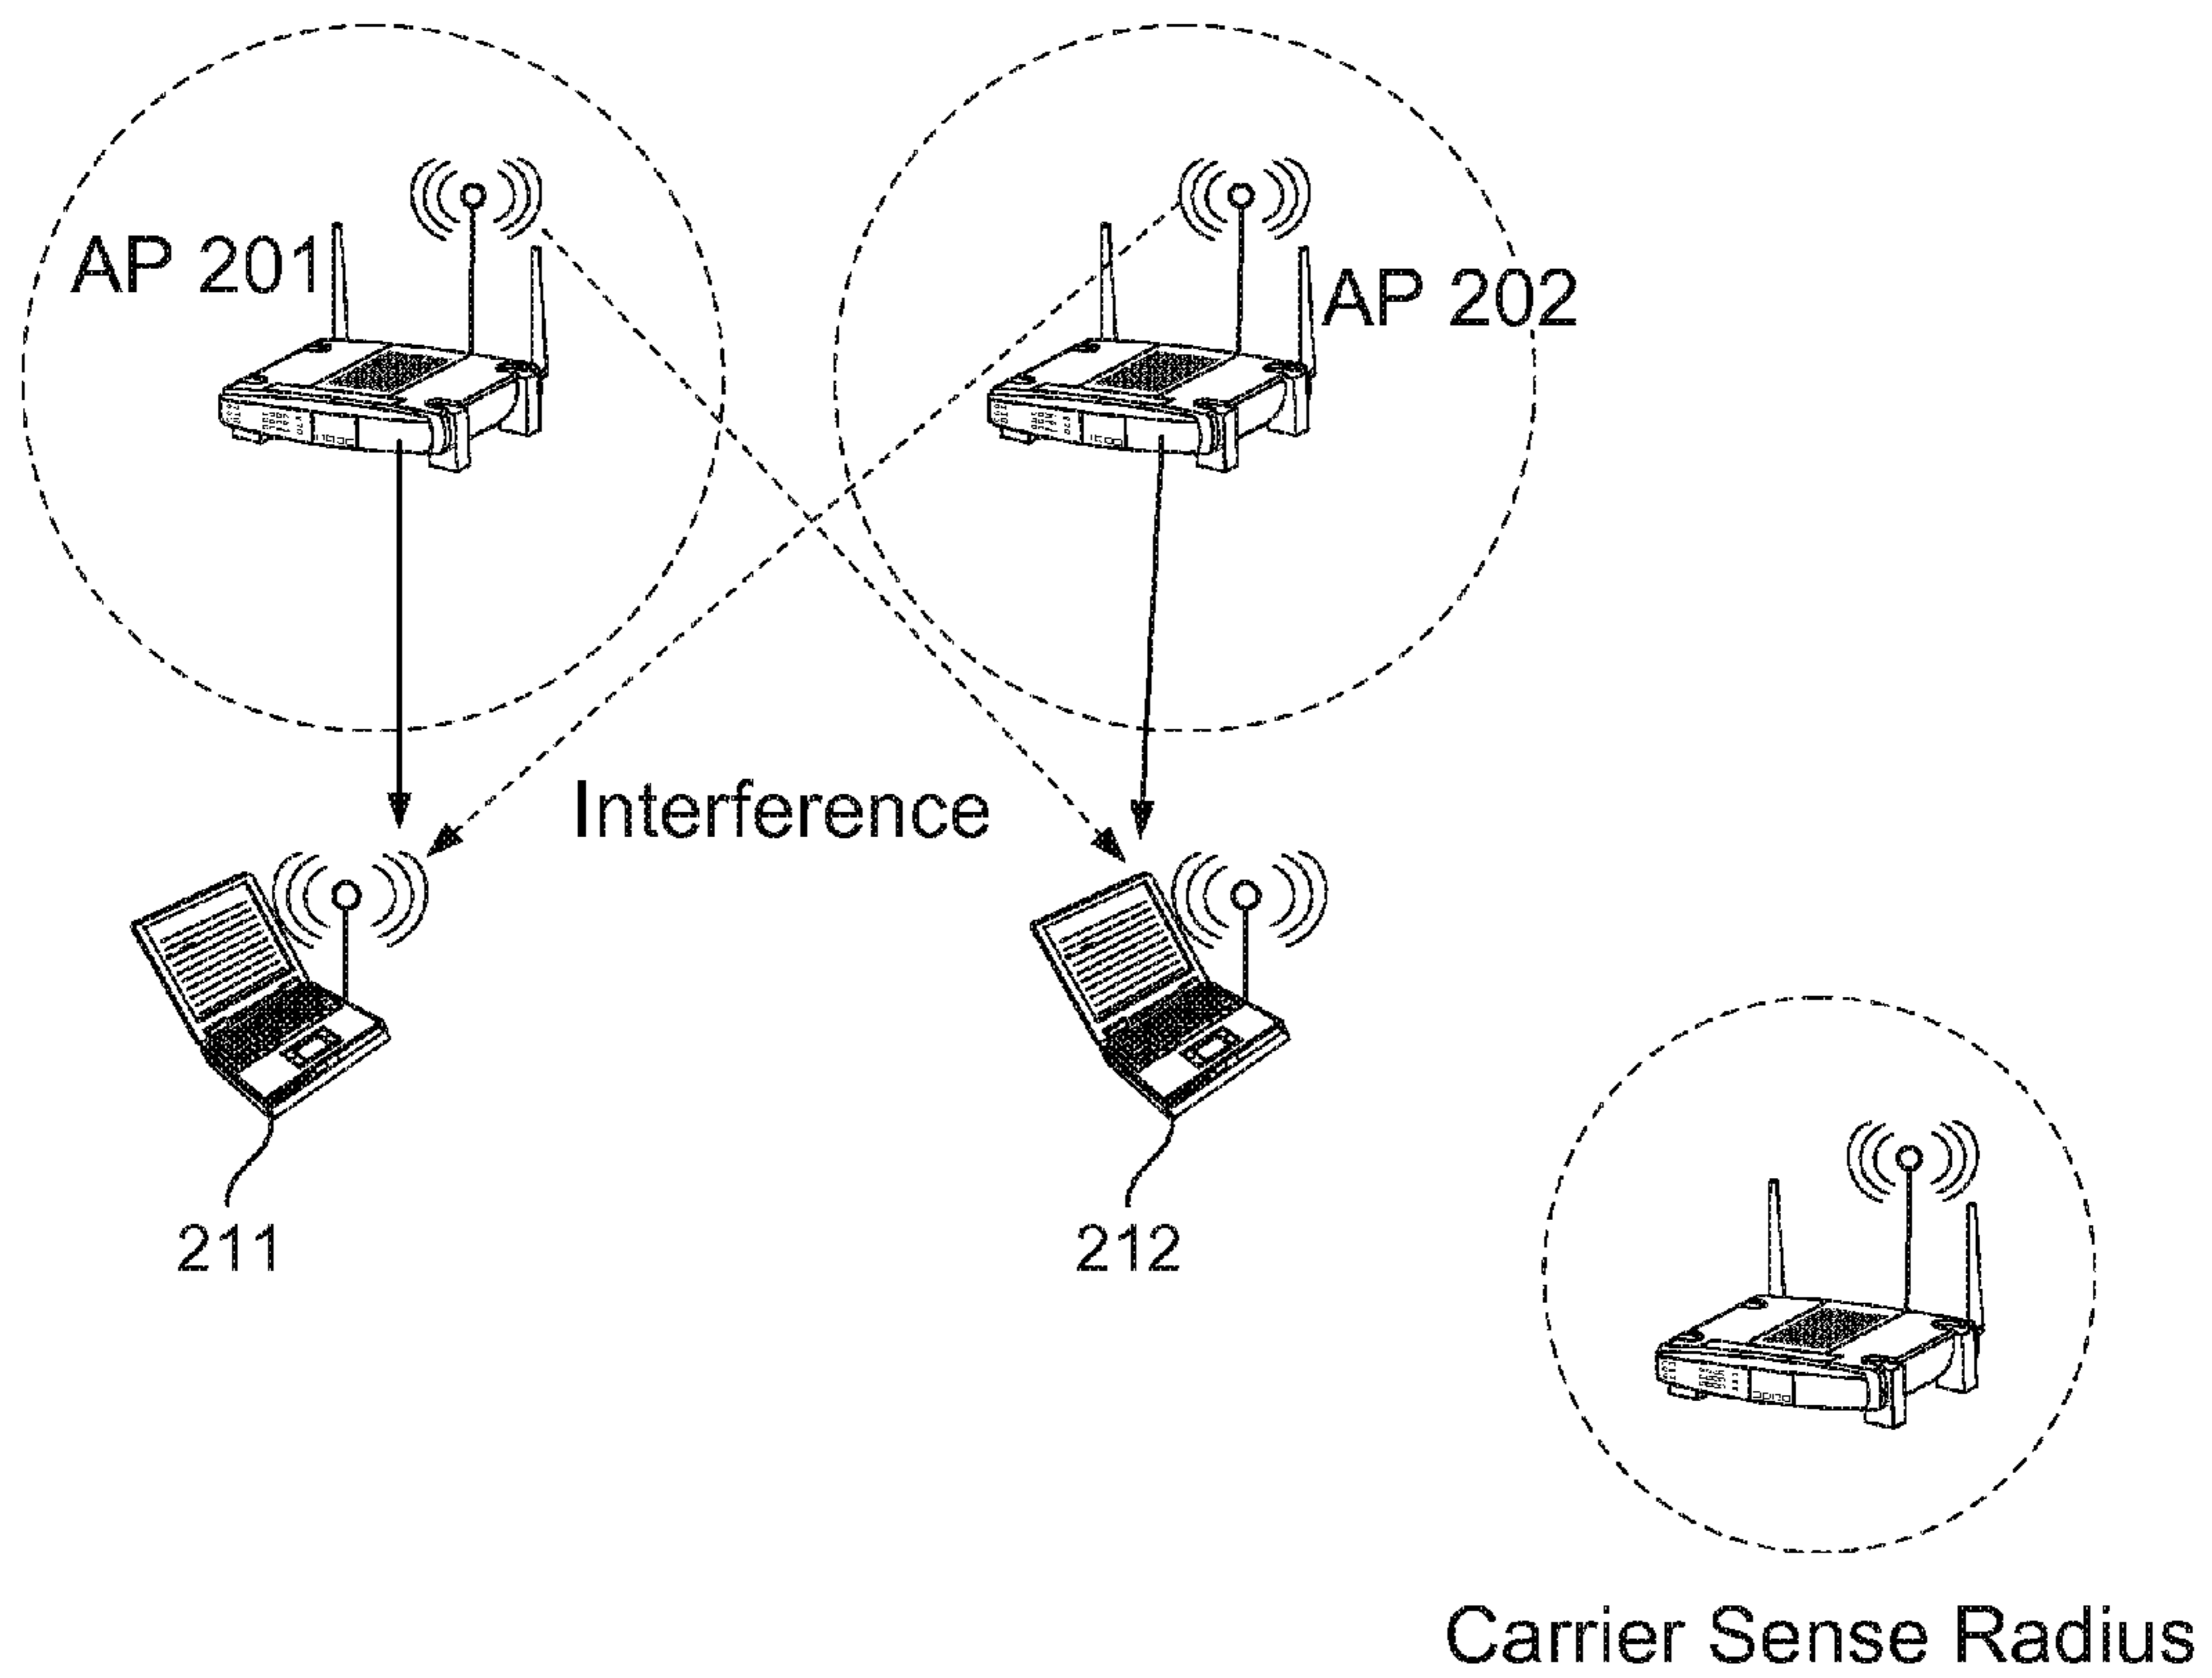 AP 201
AP 202
Interference
211
212
Carrier Sense Radius